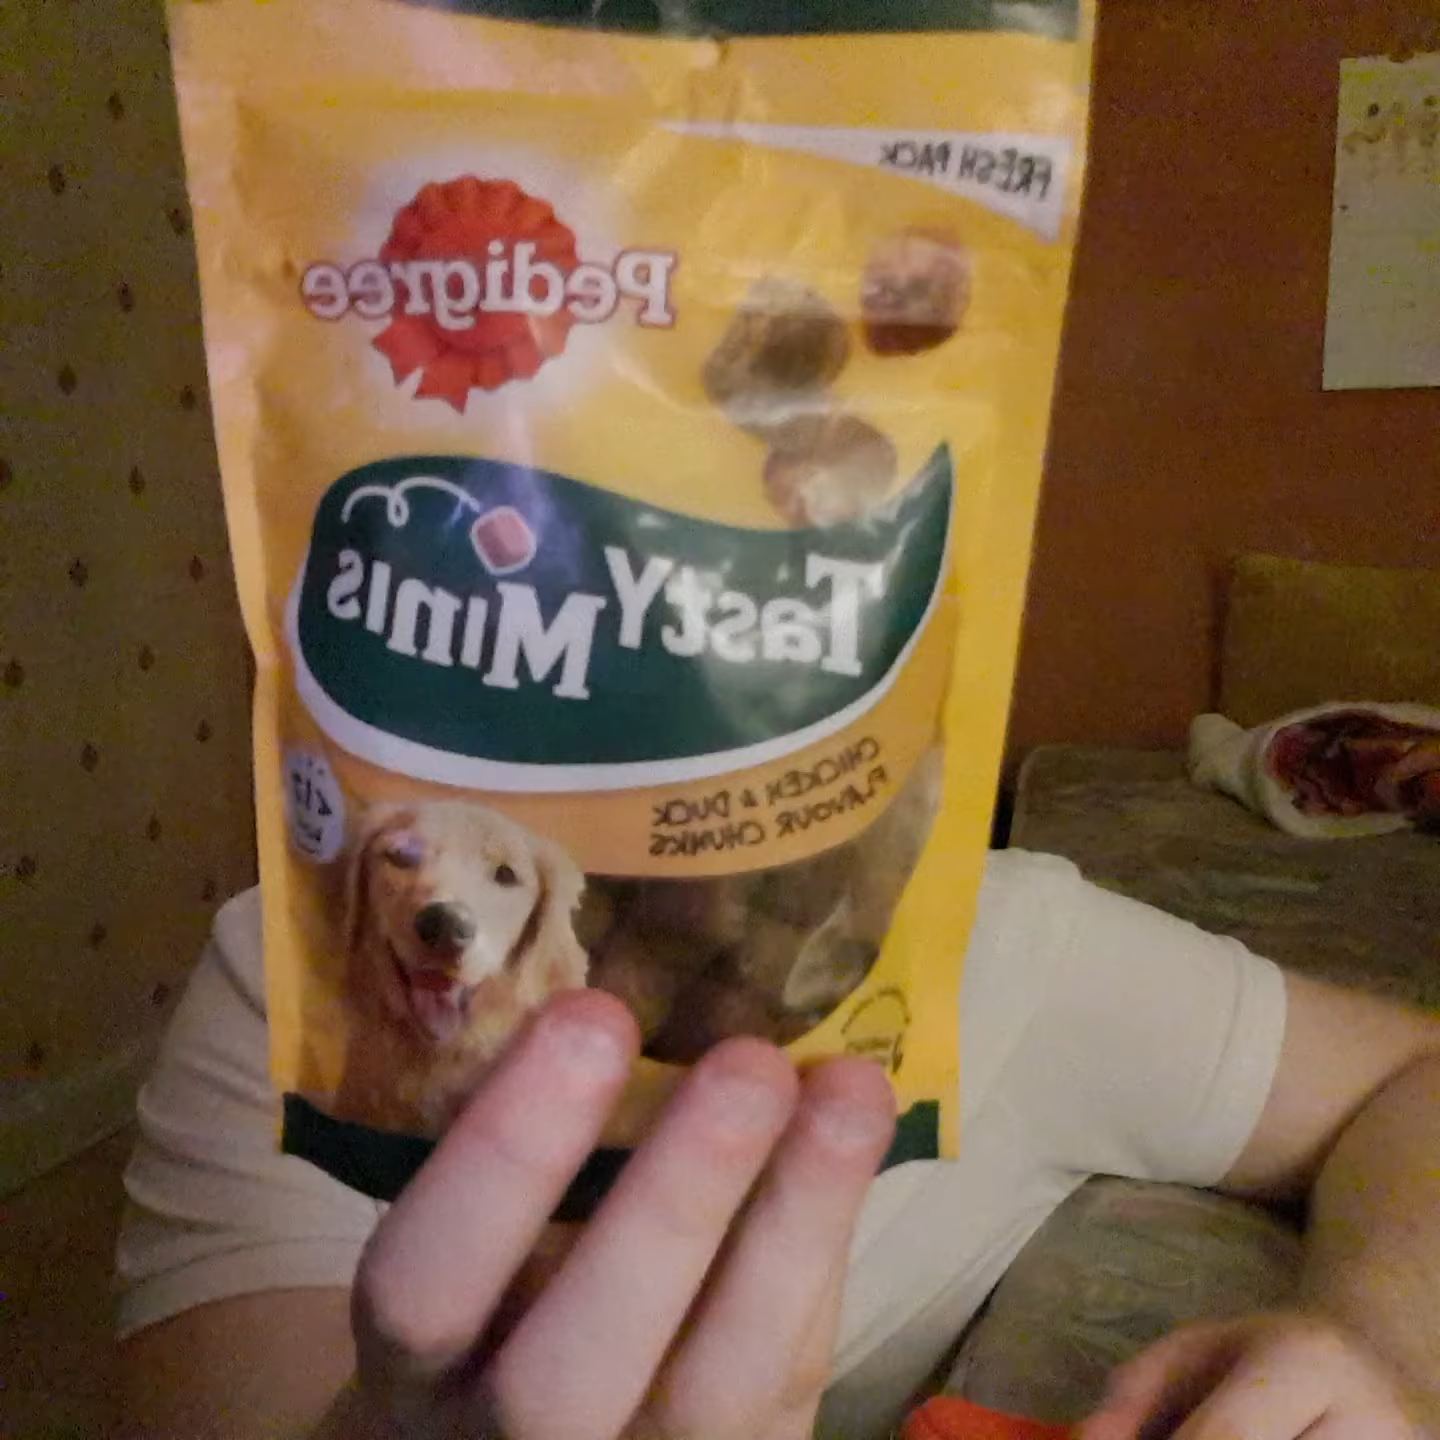 FRESH PACK
Pedigree
Tasty Minis
CHICKEN & DUCK
FLAVOUR CHUNKS